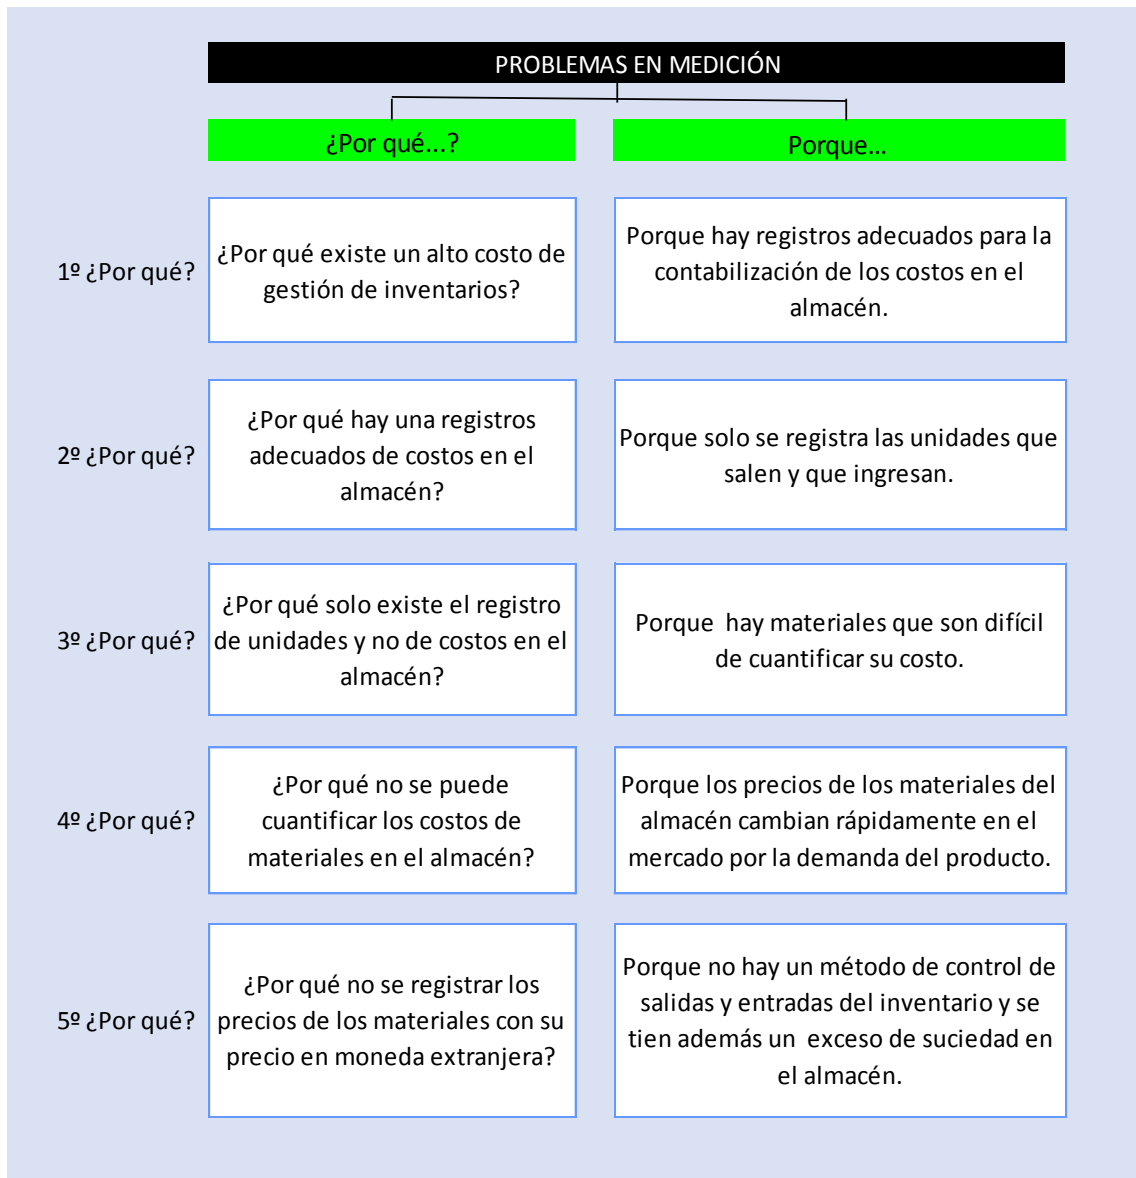 PROBLEMAS EN MEDICIÓN
¿Por qué...?
Porque...
1º ¿Por qué?
¿Por qué existe un alto costo de
gestión de inventarios?
Porque hay registros adecuados para la
contabilización de los costos en el
almacén.
2º ¿Por qué?
¿Por qué hay una registros
adecuados de costos en el
almacén?
Porque solo se registra las unidades que
salen y que ingresan.
3º ¿Por qué?
¿Por qué solo existe el registro
de unidades y no de costos en el
almacén?
Porque  hay materiales que son difícil
de cuantificar su costo.
4º ¿Por qué?
¿Por qué no se puede
cuantificar los costos de
materiales en el almacén?
Porque los precios de los materiales del
almacén cambian rápidamente en el
mercado por la demanda del producto.
5º ¿Por qué?
¿Por qué no se registrar los
precios de los materiales con su
precio en moneda extranjera?
Porque no hay un método de control de
salidas y entradas del inventario y se
tien además un  exceso de suciedad en
el almacén.